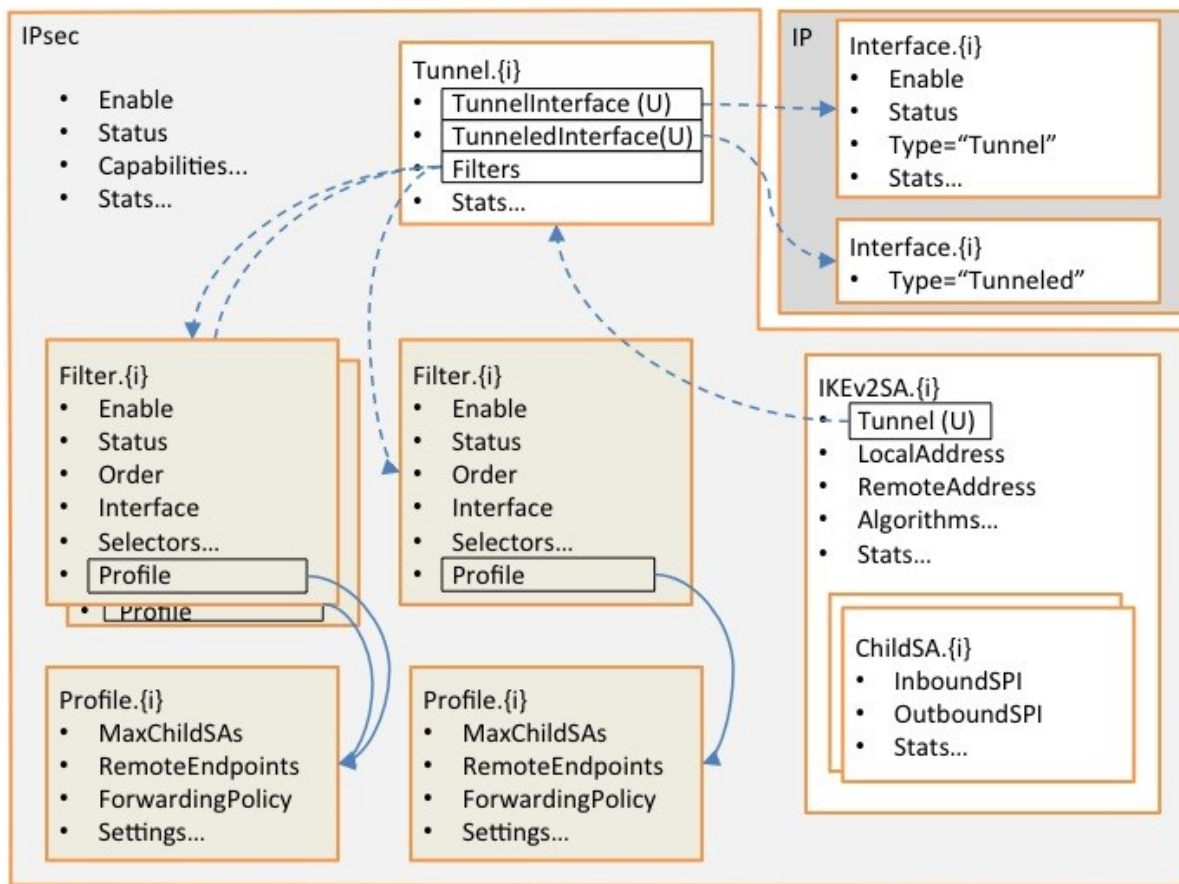 IPsec
• Enable
• Status
• Capabilities...
• Stats...
Tunnel.{i}
• TunnelInterface (U)
• TunneledInterface(U)
• Filters
• Stats...
IP
Interface.{i}
• Enable
• Status
• Type=“Tunnel”
• Stats...
Interface.{i}
• Type=“Tunneled”
Filter.{i}
• Enable
• Status
• Order
• Interface
• Selectors...
• Profile
• Profile
Filter.{i}
• Enable
• Status
• Order
• Interface
• Selectors...
• Profile
IKEv2SA.{i}
• Tunnel (U)
• LocalAddress
• RemoteAddress
• Algorithms...
• Stats...
ChildSA.{i}
• InboundSPI
• OutboundSPI
• Stats...
Profile.{i}
• MaxChildSAs
• RemoteEndpoints
• ForwardingPolicy
• Settings...
Profile.{i}
• MaxChildSAs
• RemoteEndpoints
• ForwardingPolicy
• Settings...